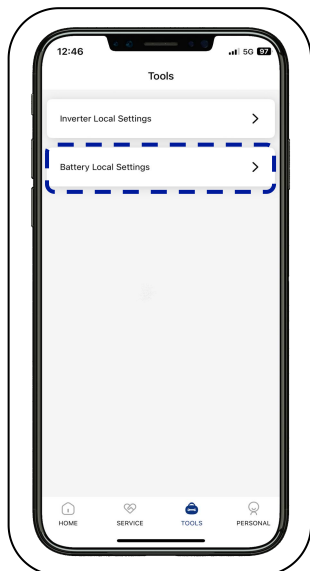 12:46
5G 97
Tools
Inverter Local Settings
Battery Local Settings
HOME
SERVICE
TOOLS
PERSONAL